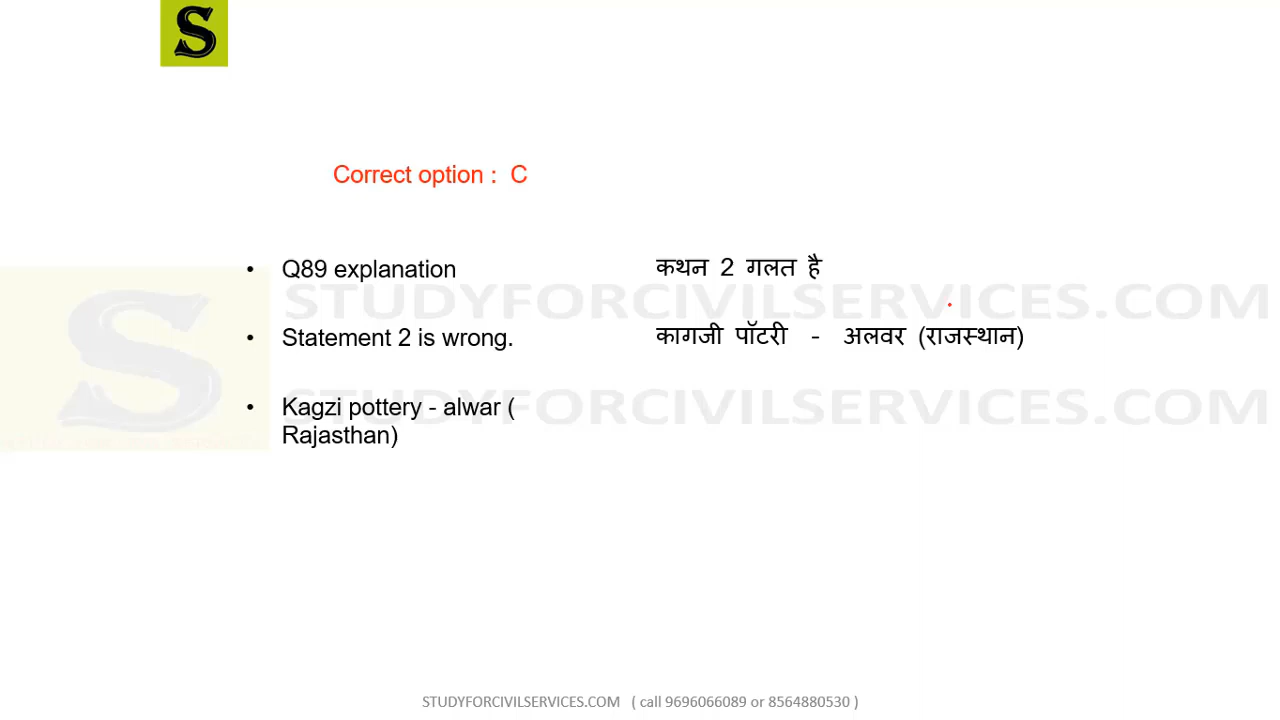 S
Correct option : C
• Q89 explanation
• Statement 2 is wrong.
• Kagzi pottery - alwar (
Rajasthan)
कथन 2 गलत है
कागजी पॉटरी - अलवर (राजस्थान)
STUDYFORCIVILSERVICES.COM
STUDYFORCIVILSERVICES.COM
STUDYFORCIVILSERVICES.COM ( call 9696066089 or 8564880530 )